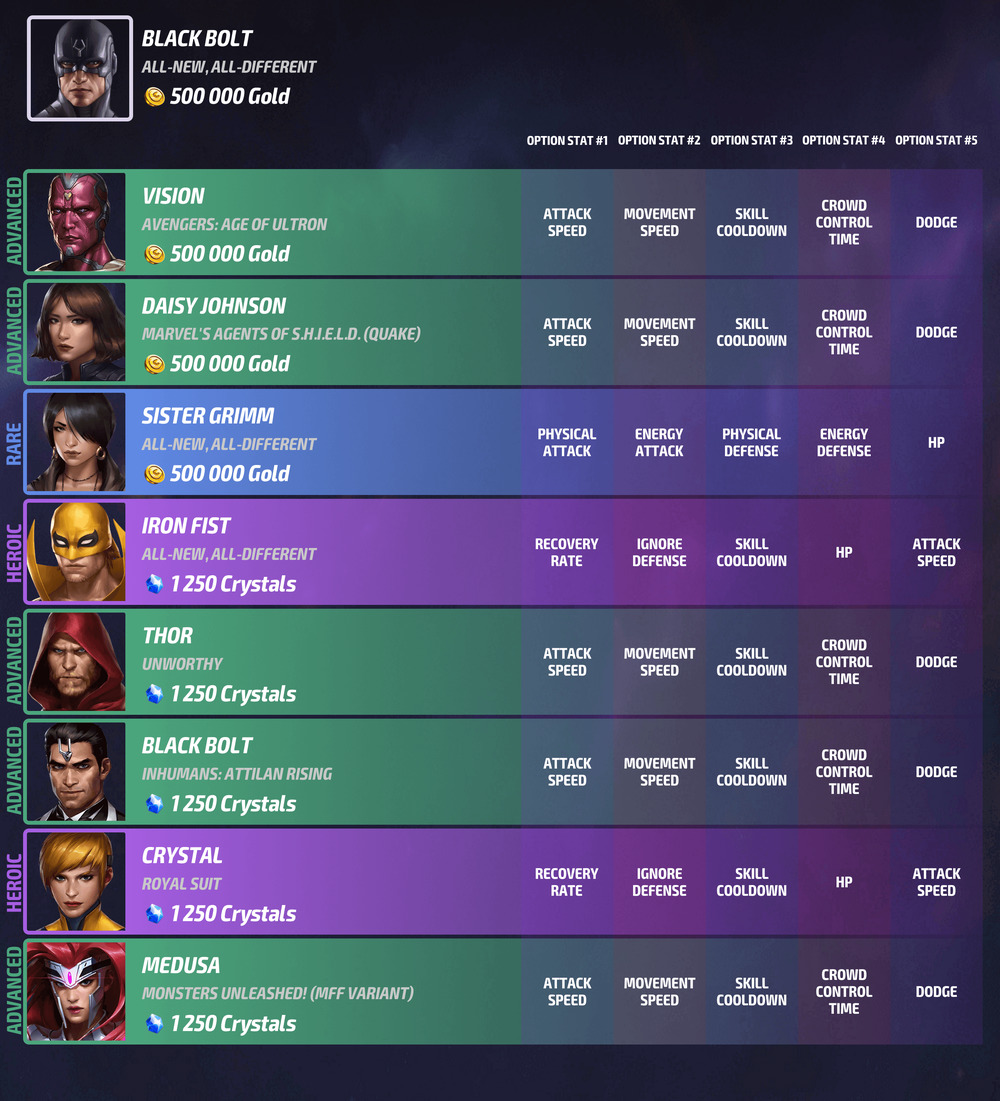 BLACK BOLT
ALL-NEW, ALL-DIFFERENT
500 000 Gold
OPTION STAT #1 OPTION STAT #2 OPTION STAT #3 OPTION STAT #4 OPTION STAT #5
ADVANCED
VISION
AVENGERS: AGE OF ULTRON
500 000 Gold
ATTACK
SPEED
MOVEMENT
SPEED
SKILL
COOLDOWN
CROWD
CONTROL
TIME
DODGE
ADVANCED
DAISY JOHNSON
MARVEL'S AGENTS OF S.H.I.E.L.D. (QUAKE)
500 000 Gold
ATTACK
SPEED
MOVEMENT
SPEED
SKILL
COOLDOWN
CROWD
CONTROL
TIME
DODGE
RARE
SISTER GRIMM
ALL-NEW, ALL-DIFFERENT
500 000 Gold
PHYSICAL
ATTACK
ENERGY
ATTACK
PHYSICAL
DEFENSE
ENERGY
DEFENSE
HP
HEROIC
IRON FIST
ALL-NEW, ALL-DIFFERENT
1 250 Crystals
RECOVERY
RATE
IGNORE
DEFENSE
SKILL
COOLDOWN
HP
ATTACK
SPEED
ADVANCED
THOR
UNWORTHY
1 250 Crystals
ATTACK
SPEED
MOVEMENT
SPEED
SKILL
COOLDOWN
CROWD
CONTROL
TIME
DODGE
ADVANCED
BLACK BOLT
INHUMANS: ATTILAN RISING
1 250 Crystals
ATTACK
SPEED
MOVEMENT
SPEED
SKILL
COOLDOWN
CROWD
CONTROL
TIME
DODGE
HEROIC
CRYSTAL
ROYAL SUIT
1 250 Crystals
RECOVERY
RATE
IGNORE
DEFENSE
SKILL
COOLDOWN
HP
ATTACK
SPEED
ADVANCED
MEDUSA
MONSTERS UNLEASHED! (MFF VARIANT)
1 250 Crystals
ATTACK
SPEED
MOVEMENT
SPEED
SKILL
COOLDOWN
CROWD
CONTROL
TIME
DODGE